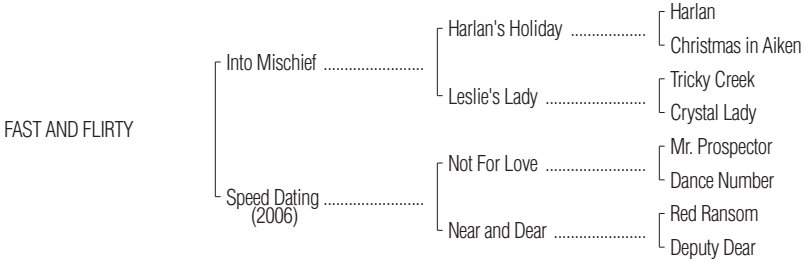 Harlan
Harlan's Holiday ....................
Christmas in Aiken
Into Mischief ..........................
Tricky Creek
Leslie's Lady ..........................
Crystal Lady
FAST AND FLIRTY
Mr. Prospector
Not For Love ..........................
Dance Number
Speed Dating ..........................
(2006)
Red Ransom
Near and Dear ........................
Deputy Dear